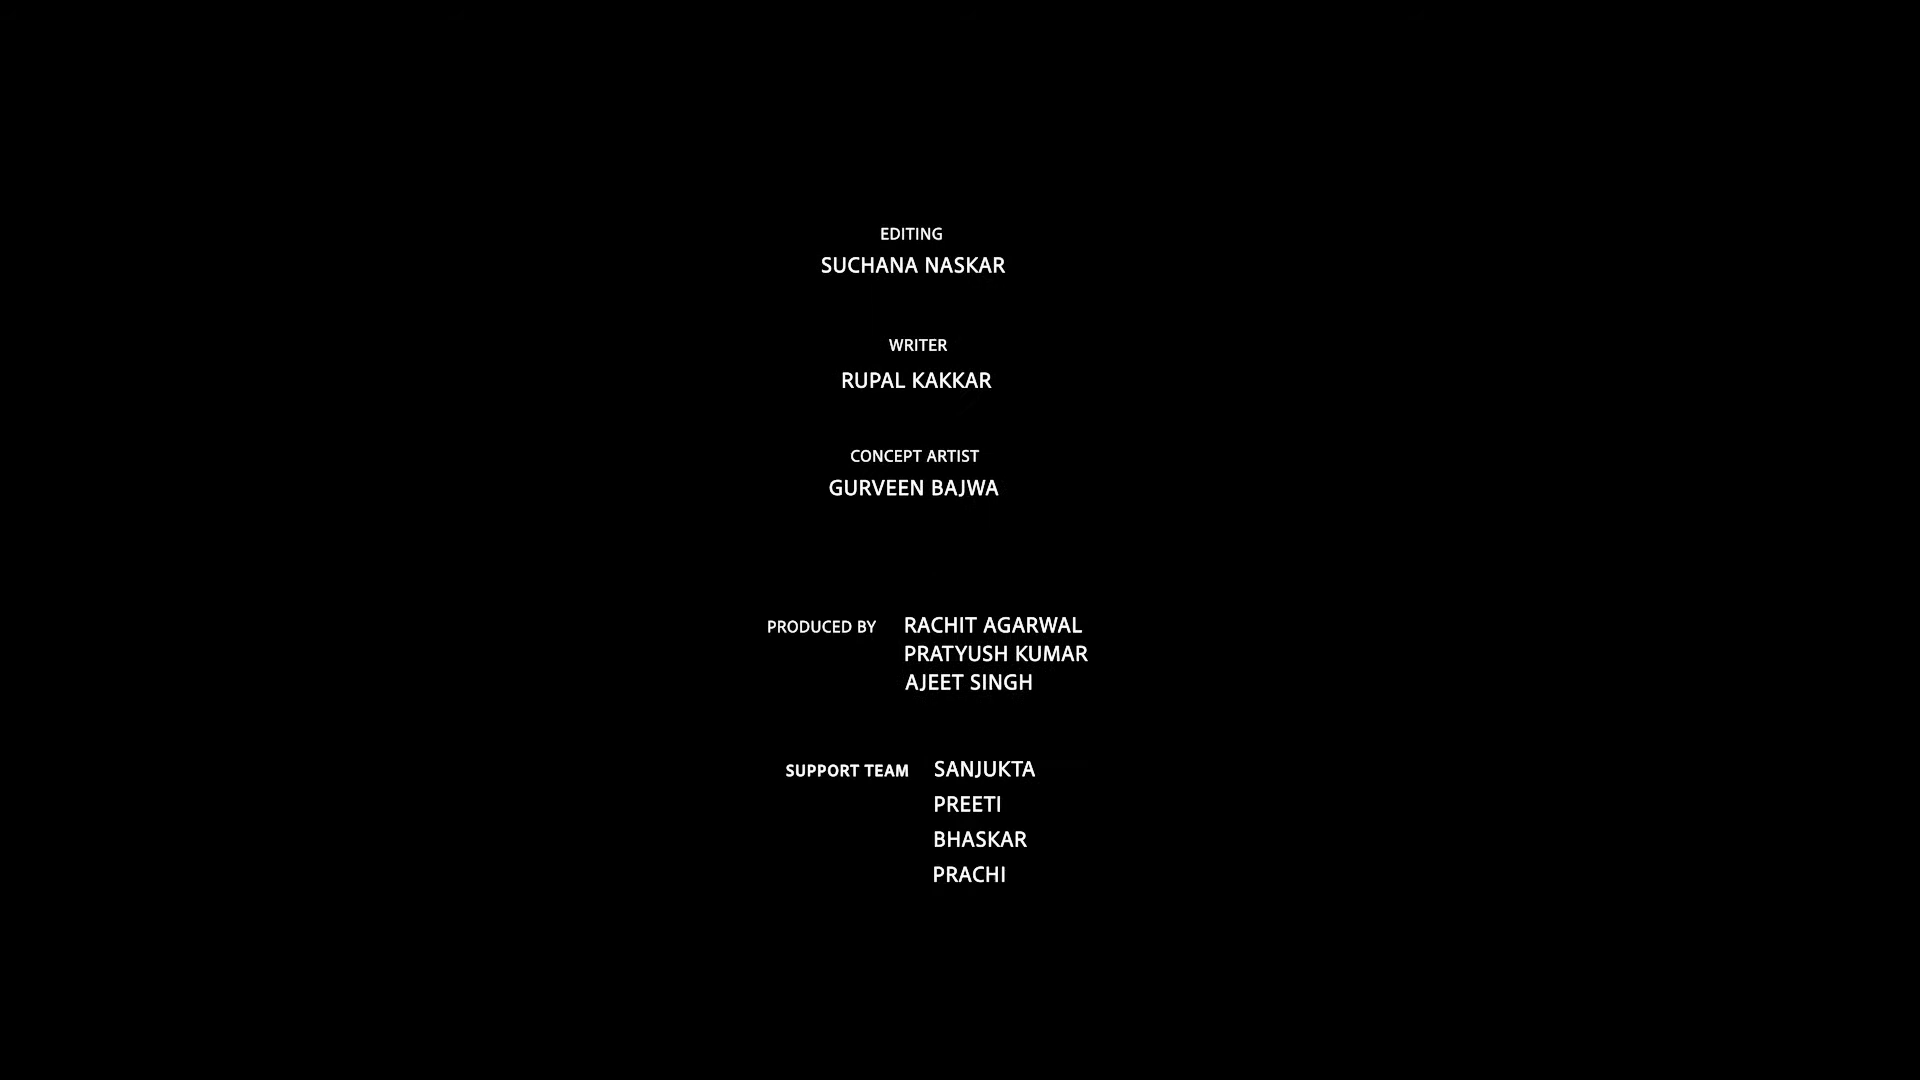 EDITING
SUCHANA NASKAR
WRITER
RUPAL KAKKAR
CONCEPT ARTIST
GURVEEN BAJWA
PRODUCED BY RACHIT AGARWAL
PRATYUSH KUMAR
AJEET SINGH
SUPPORT TEAM SANJUKTA
PREETI
BHASKAR
PRACHI